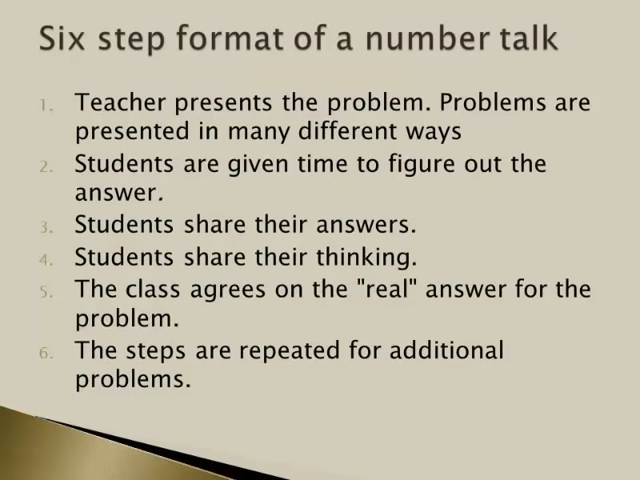 Six step format of a number talk
1. Teacher presents the problem. Problems are
presented in many different ways
2. Students are given time to figure out the
answer.
3. Students share their answers.
4. Students share their thinking.
5. The class agrees on the "real" answer for the
problem.
6. The steps are repeated for additional
problems.